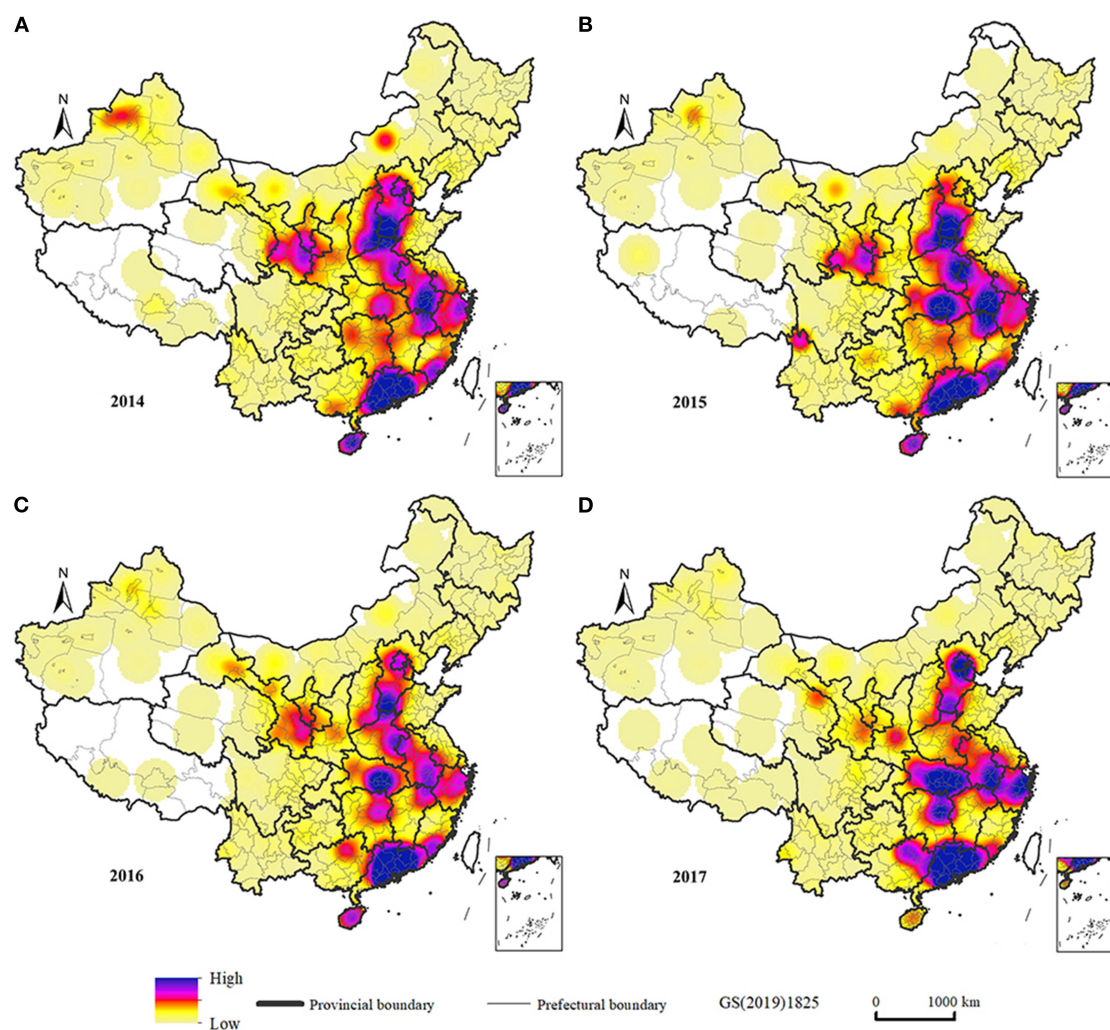 A
B
N
N
2014
2015
C
D
N
N
2016
2017
High
Low
Provincial boundary
Prefectural boundary
GS(2019)1825
0 1000 km